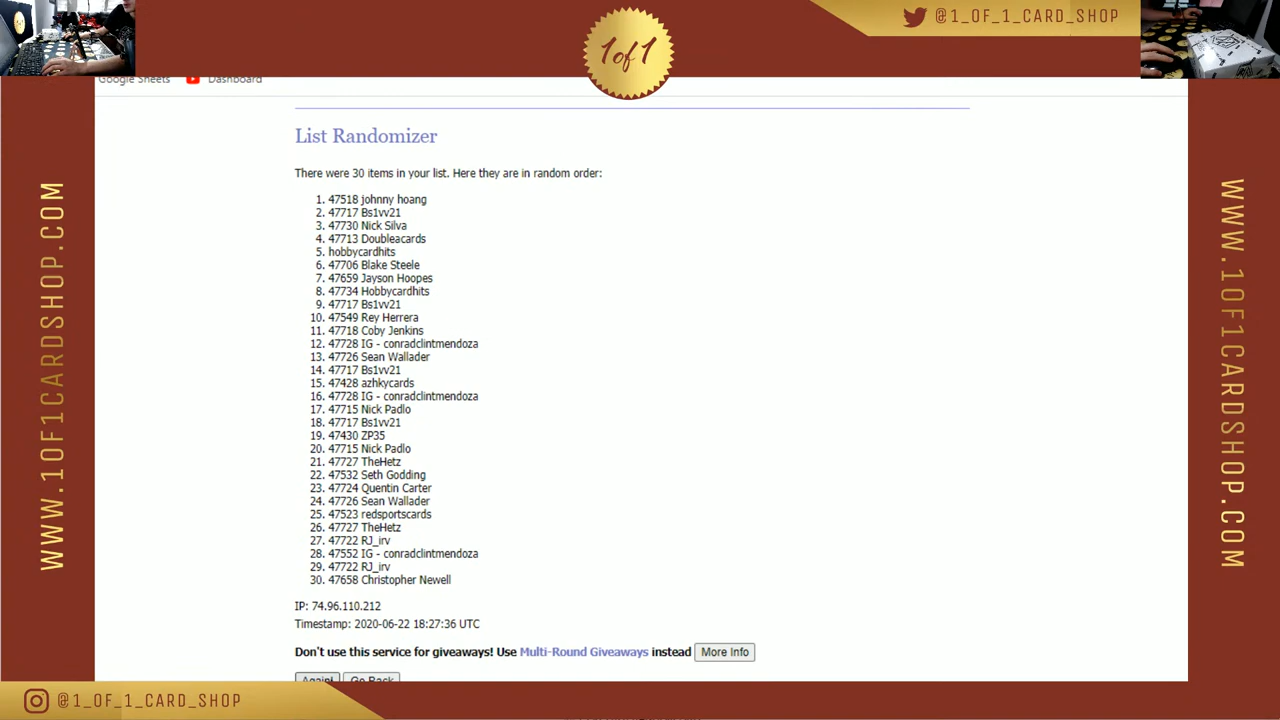 @1_OF_1_CARD_SHOP
1of1
Google Sheets
Dashboard
List Randomizer
There were 30 items in your list. Here they are in random order:
1. 47518 johnny hoang
2. 47717 Bs1vv21
3. 47730 Nick Silva
4. 47713 Doubleacards
5. hobbycardhits
6. 47706 Blake Steele
7. 47659 Jayson Hoopes
8. 47734 Hobbycardhits
9. 47717 Bs1vv21
10. 47549 Rey Herrera
11. 47718 Coby Jenkins
12. 47728 IG - conradclintmendoza
13. 47726 Sean Wallader
14. 47717 Bs1vv21
15. 47428 azhkycards
16. 47728 IG - conradclintmendoza
17. 47715 Nick Padlo
18. 47717 Bs1vv21
19. 47430 ZP35
20. 47715 Nick Padlo
21. 47727 TheHetz
22. 47532 Seth Godding
23. 47724 Quentin Carter
24. 47726 Sean Wallader
25. 47523 redsportscards
26. 47727 TheHetz
27. 47722 RJ_irv
28. 47552 IG - conradclintmendoza
29. 47722 RJ_irv
30. 47658 Christopher Newell
IP: 74.96.110.212
Timestamp: 2020-06-22 18:27:36 UTC
Don't use this service for giveaways! Use Multi-Round Giveaways instead More Info
Again! Go Back
WWW.1OF1CARDSHOP.COM
WWW.1OF1CARDSHOP.COM
@1_OF_1_CARD_SHOP